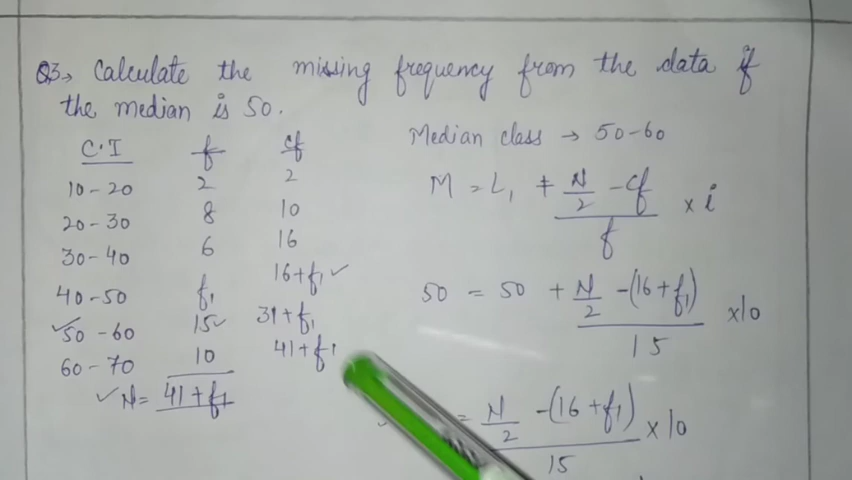 Q3→ Calculate the missing frequency from the data if
the median is 50.
C.I f cf
10-20 2 2
20-30 8 10
30-40 6 16
40-50 f₁ 16+f₁ ✓
✓50-60 15✓ 31+f₁
60-70 10 41+f₁
✓N= 41+f₁
Median class → 50-60
M = L₁ + N/2 - cf / f × i
50 = 50 + N/2 - (16+f₁) / 15 × 10
= N/2 - (16+f₁) / 15 × 10